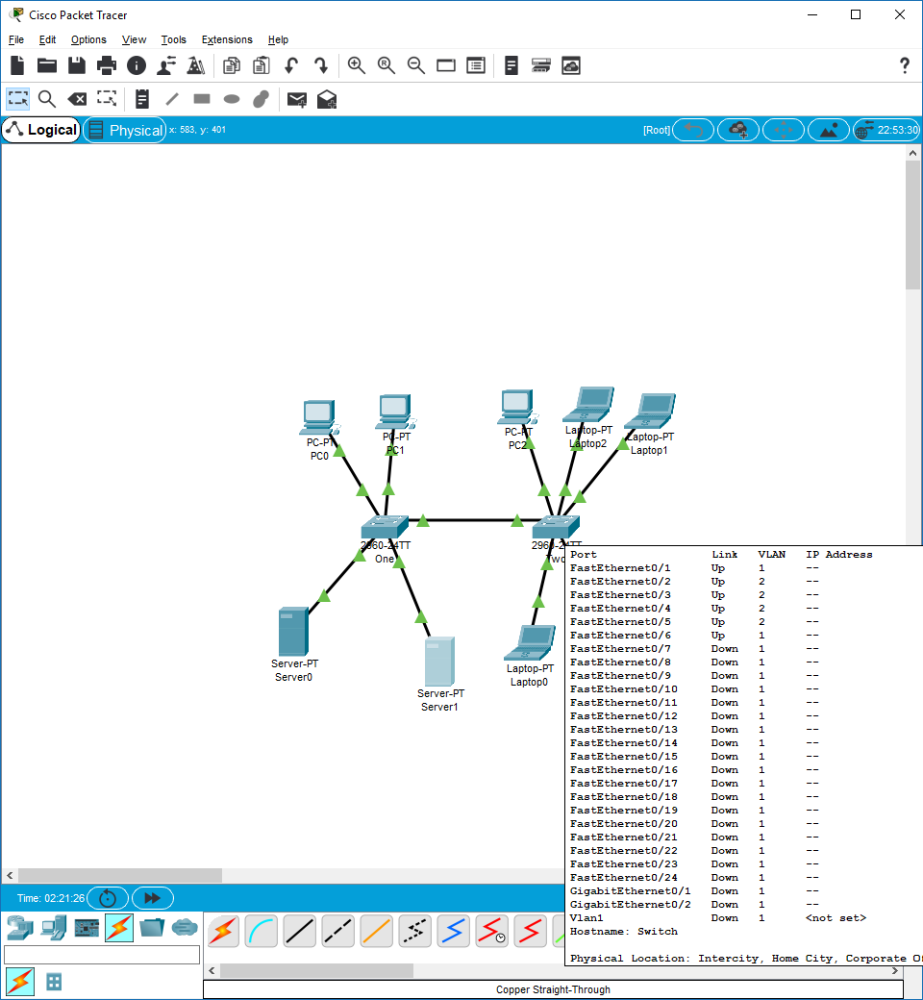 Cisco Packet Tracer
File Edit Options View Tools Extensions Help
Logical Physical x: 583, y: 401 [Root] 22:53:30
PC-PT
PC0
PC-PT
PC1
PC-PT
PC2
Laptop-PT
Laptop2
Laptop-PT
Laptop1
2960-24TT
One
2960-24TT
Two
Server-PT
Server0
Server-PT
Server1
Laptop-PT
Laptop0
Port Link VLAN IP Address
FastEthernet0/1 Up 1 --
FastEthernet0/2 Up 2 --
FastEthernet0/3 Up 2 --
FastEthernet0/4 Up 2 --
FastEthernet0/5 Up 2 --
FastEthernet0/6 Up 1 --
FastEthernet0/7 Down 1 --
FastEthernet0/8 Down 1 --
FastEthernet0/9 Down 1 --
FastEthernet0/10 Down 1 --
FastEthernet0/11 Down 1 --
FastEthernet0/12 Down 1 --
FastEthernet0/13 Down 1 --
FastEthernet0/14 Down 1 --
FastEthernet0/15 Down 1 --
FastEthernet0/16 Down 1 --
FastEthernet0/17 Down 1 --
FastEthernet0/18 Down 1 --
FastEthernet0/19 Down 1 --
FastEthernet0/20 Down 1 --
FastEthernet0/21 Down 1 --
FastEthernet0/22 Down 1 --
FastEthernet0/23 Down 1 --
FastEthernet0/24 Down 1 --
GigabitEthernet0/1 Down 1 --
GigabitEthernet0/2 Down 1 --
Vlan1 Down 1 <not set>
Hostname: Switch
Physical Location: Intercity, Home City, Corporate Of
Time: 02:21:26
Copper Straight-Through